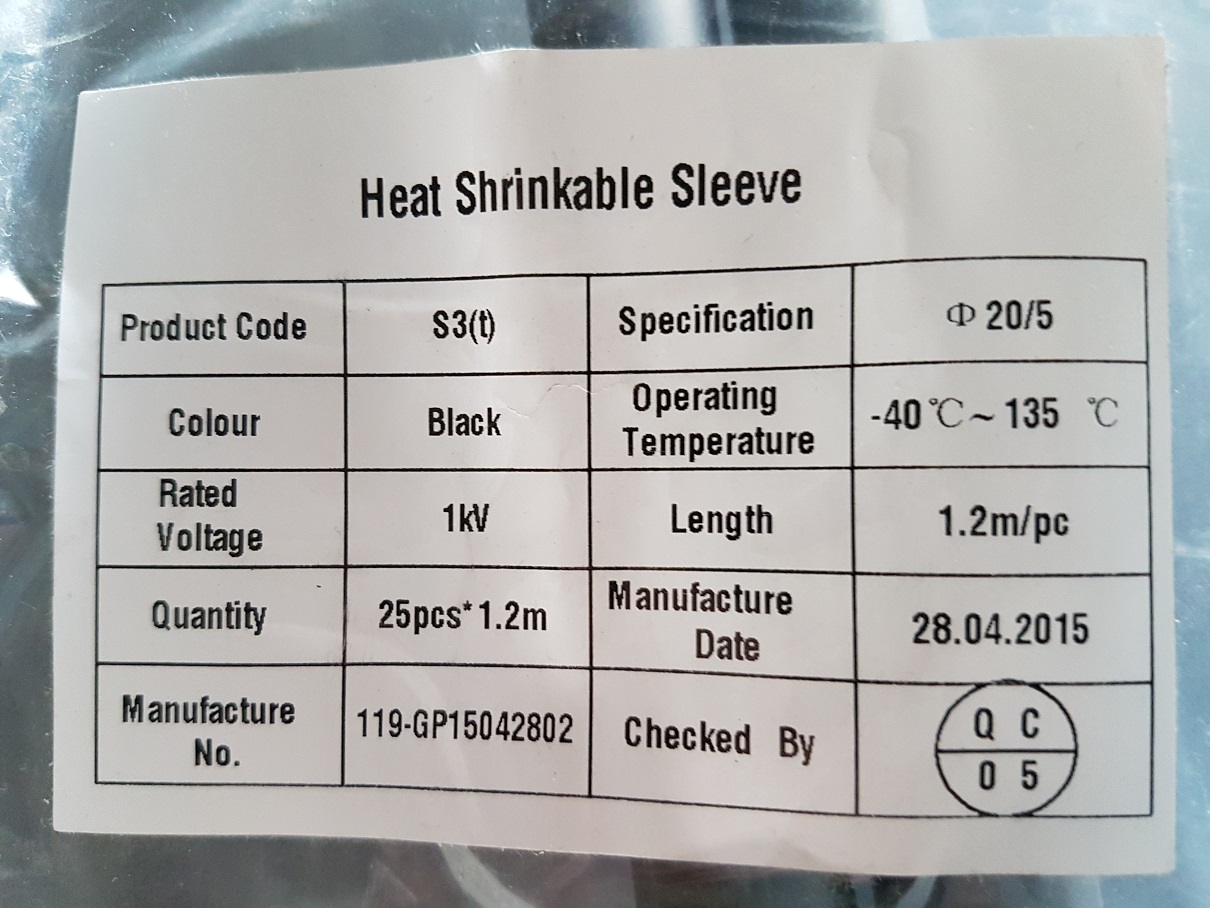 Heat Shrinkable Sleeve
Product Code
S3(t)
Specification
Φ 20/5
Colour
Black
Operating
Temperature
-40℃~135 ℃
Rated
Voltage
1kV
Length
1.2m/pc
Quantity
25pcs*1.2m
Manufacture
Date
28.04.2015
Manufacture
No.
119-GP15042802
Checked By
Q C
0 5